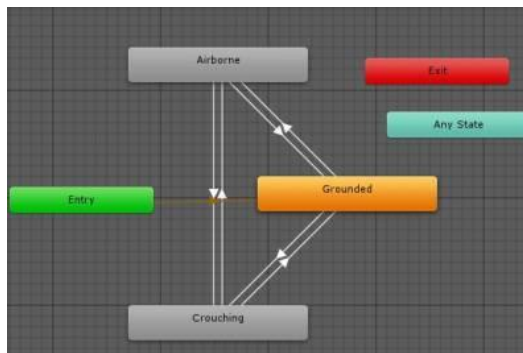 Airborne
Exit
Any State
Grounded
Entry
Crouching